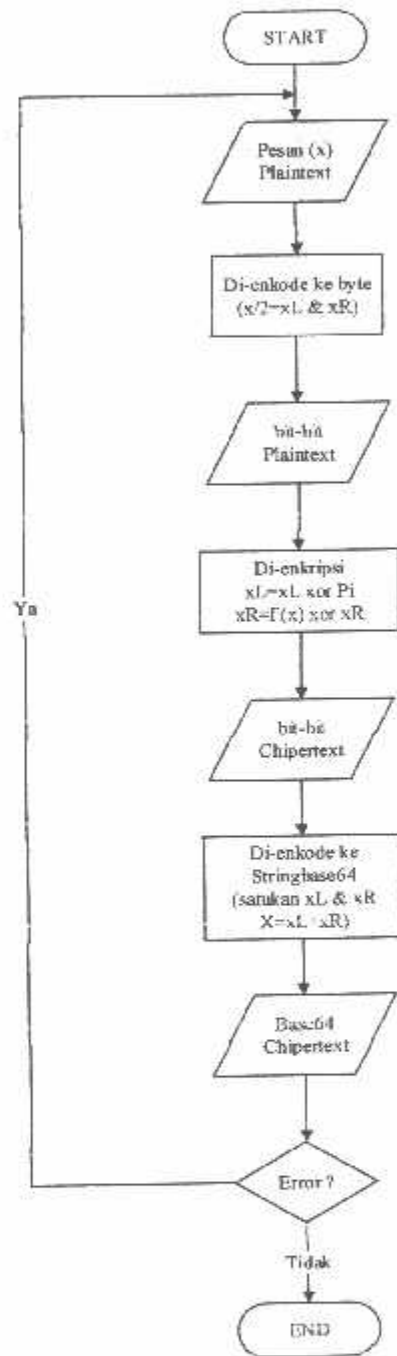 START
Pesan (x)
Plaintext
Di-enkode ke byte
(x/2=xL & xR)
bit-bit
Plaintext
Di-enkripsi
xL=xL xor Pi
xR=f(x) xor xR
Ya
bit-bit
Chipertext
Di-enkode ke
Stringbase64
(satukan xL & xR
X=xL xR)
Base64
Chipertext
Error ?
Tidak
END